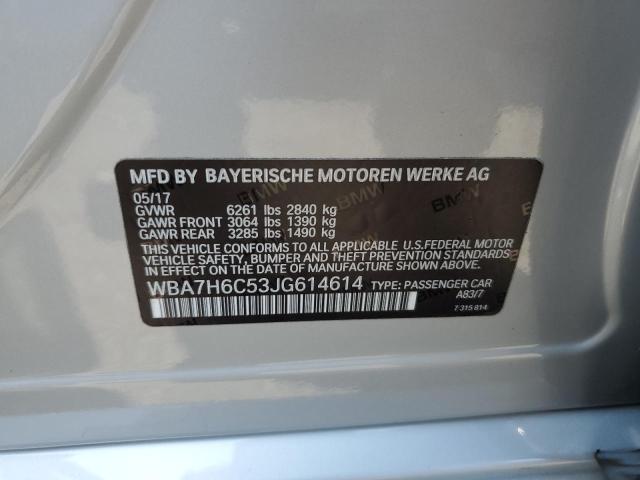 MFD BY BAYERISCHE MOTOREN WERKE AG
05/17
GVWR 6261 lbs 2840 kg
GAWR FRONT 3064 lbs 1390 kg
GAWR REAR 3285 lbs 1490 kg
THIS VEHICLE CONFORMS TO ALL APPLICABLE U.S.FEDERAL MOTOR
VEHICLE SAFETY, BUMPER AND THEFT PREVENTION STANDARDS
IN EFFECT ON THE DATE OF MANUFACTURE SHOWN ABOVE.
WBA7H6C53JG614614 TYPE: PASSENGER CAR
A83/7
7 315 814
BMW
BMW
BMW